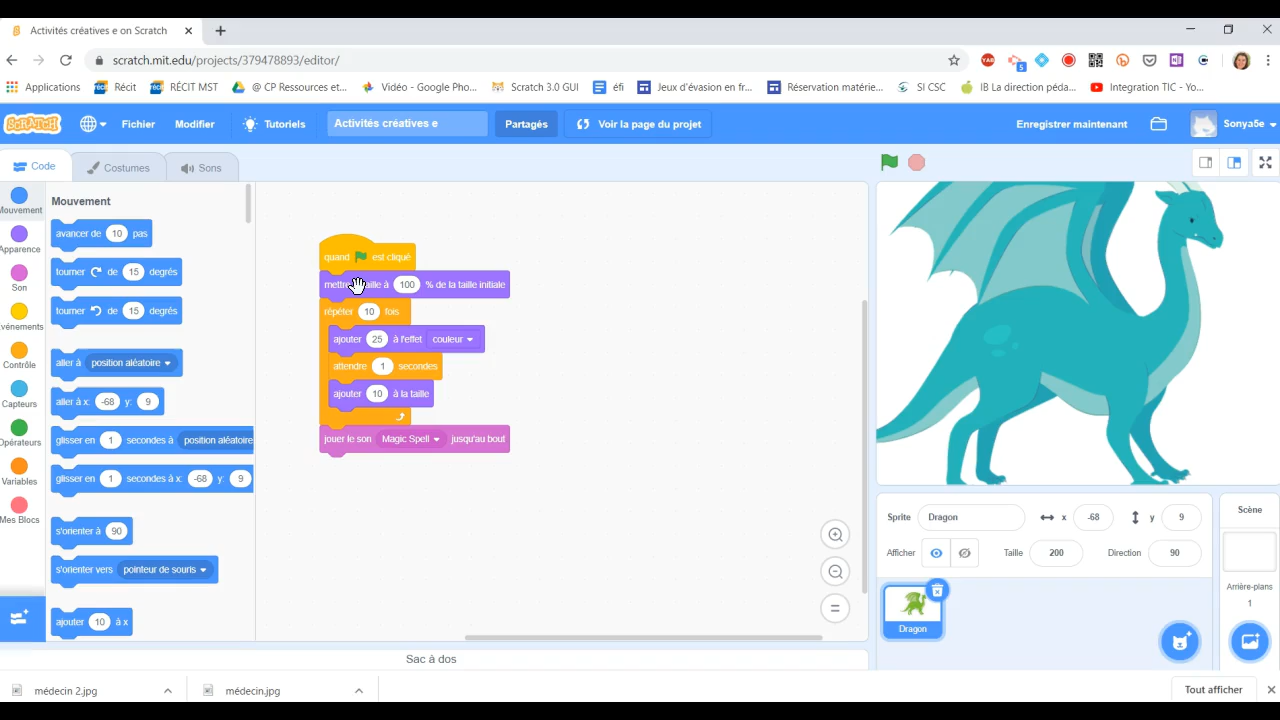 Activités créatives e on Scratch
scratch.mit.edu/projects/379478893/editor/
YAB
5
Applications Récit RÉCIT MST @ CP Ressources et... Vidéo - Google Pho... Scratch 3.0 GUI éfi Jeux d'évasion en fr... Réservation matérie... SI CSC IB La direction péda... Integration TIC - Yo...
SCRATCH Fichier Modifier Tutoriels Activités créatives e Partagés Voir la page du projet Enregistrer maintenant Sonya5e
Code Costumes Sons
Mouvement
Apparence
Son
Événements
Contrôle
Capteurs
Opérateurs
Variables
Mes Blocs
Mouvement
avancer de 10 pas
tourner de 15 degrés
tourner de 15 degrés
aller à position aléatoire
aller à x: -68 y: 9
glisser en 1 secondes à position aléatoire
glisser en 1 secondes à x: -68 y: 9
s'orienter à 90
s'orienter vers pointeur de souris
ajouter 10 à x
quand est cliqué
mettre taille à 100 % de la taille initiale
répéter 10 fois
ajouter 25 à l'effet couleur
attendre 1 secondes
ajouter 10 à la taille
jouer le son Magic Spell jusqu'au bout
Sprite Dragon x -68 y 9
Afficher Taille 200 Direction 90
Dragon
Scène
Arrière-plans
1
Sac à dos
médecin 2.jpg médecin.jpg Tout afficher